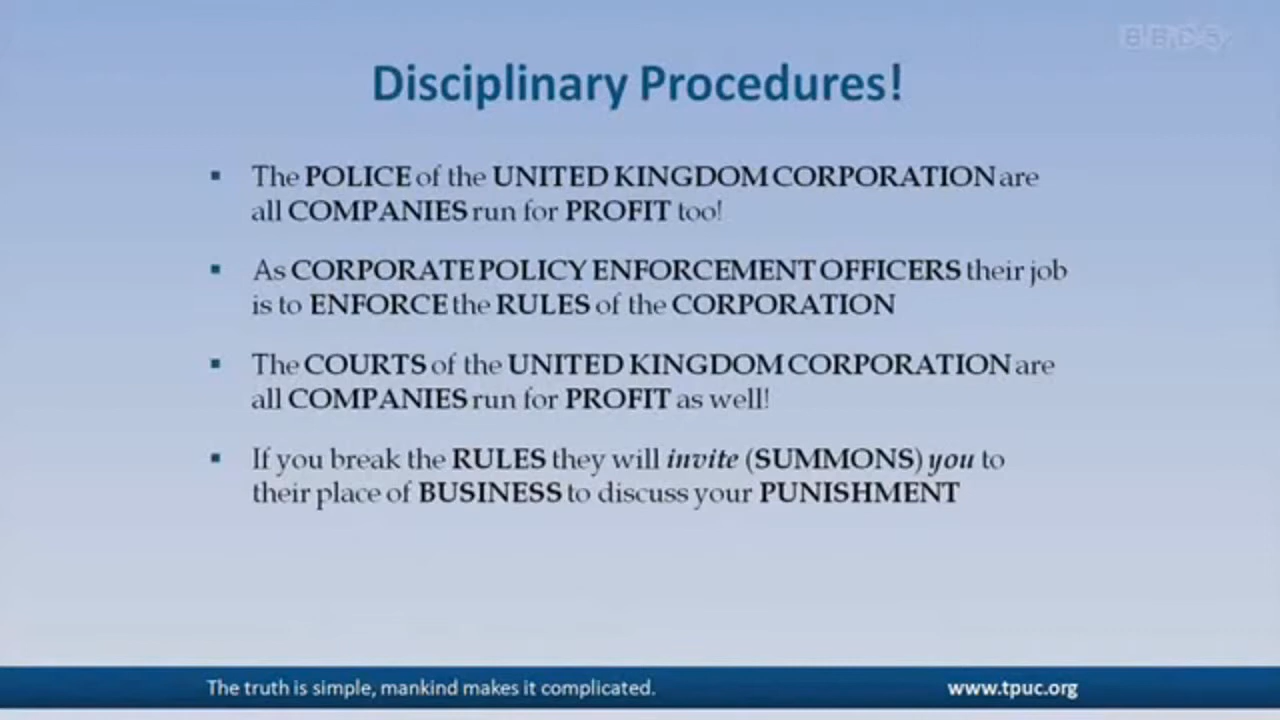 BBC5
Disciplinary Procedures!
The POLICE of the UNITED KINGDOM CORPORATION are
all COMPANIES run for PROFIT too!
As CORPORATE POLICY ENFORCEMENT OFFICERS their job
is to ENFORCE the RULES of the CORPORATION
The COURTS of the UNITED KINGDOM CORPORATION are
all COMPANIES run for PROFIT as well!
If you break the RULES they will invite (SUMMONS) you to
their place of BUSINESS to discuss your PUNISHMENT
The truth is simple, mankind makes it complicated.
www.tpuc.org